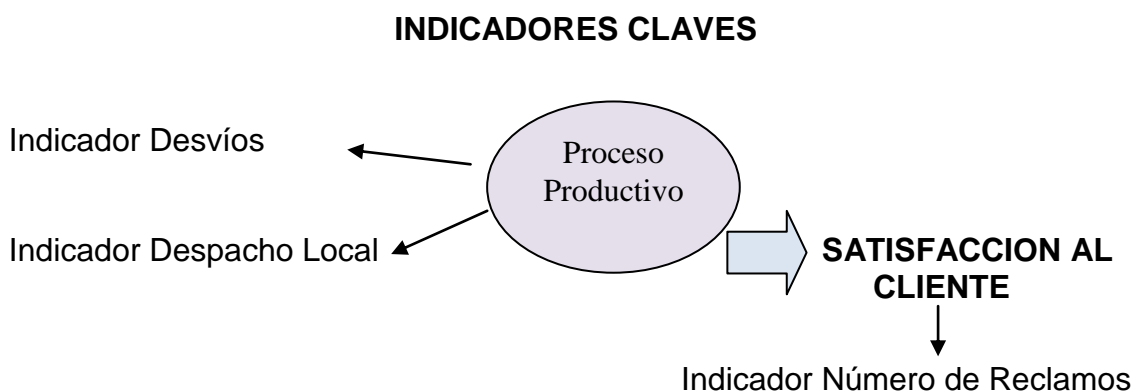 INDICADORES CLAVES
Indicador Desvíos
Proceso
Productivo
Indicador Despacho Local
SATISFACCION AL
CLIENTE
Indicador Número de Reclamos